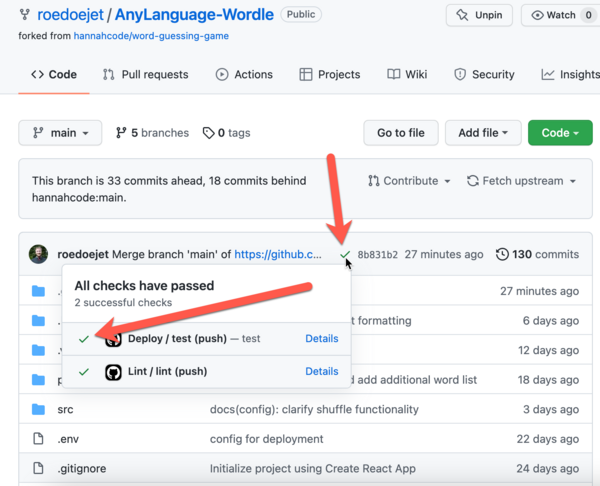 roedoejet / AnyLanguage-Wordle Public Unpin Watch 0
forked from hannahcode/word-guessing-game
Code Pull requests Actions Projects Wiki Security Insights
main 5 branches 0 tags Go to file Add file Code
This branch is 33 commits ahead, 18 commits behind
hannahcode:main.
Contribute Fetch upstream
roedoejet Merge branch 'main' of https://github.c... 8b831b2 27 minutes ago 130 commits
All checks have passed
2 successful checks
27 minutes ago
t formatting 6 days ago
Deploy / test (push) — test Details
12 days ago
Lint / lint (push) Details
d add additional word list 18 days ago
src docs(config): clarify shuffle functionality 3 days ago
.env config for deployment 22 days ago
.gitignore Initialize project using Create React App 24 days ago